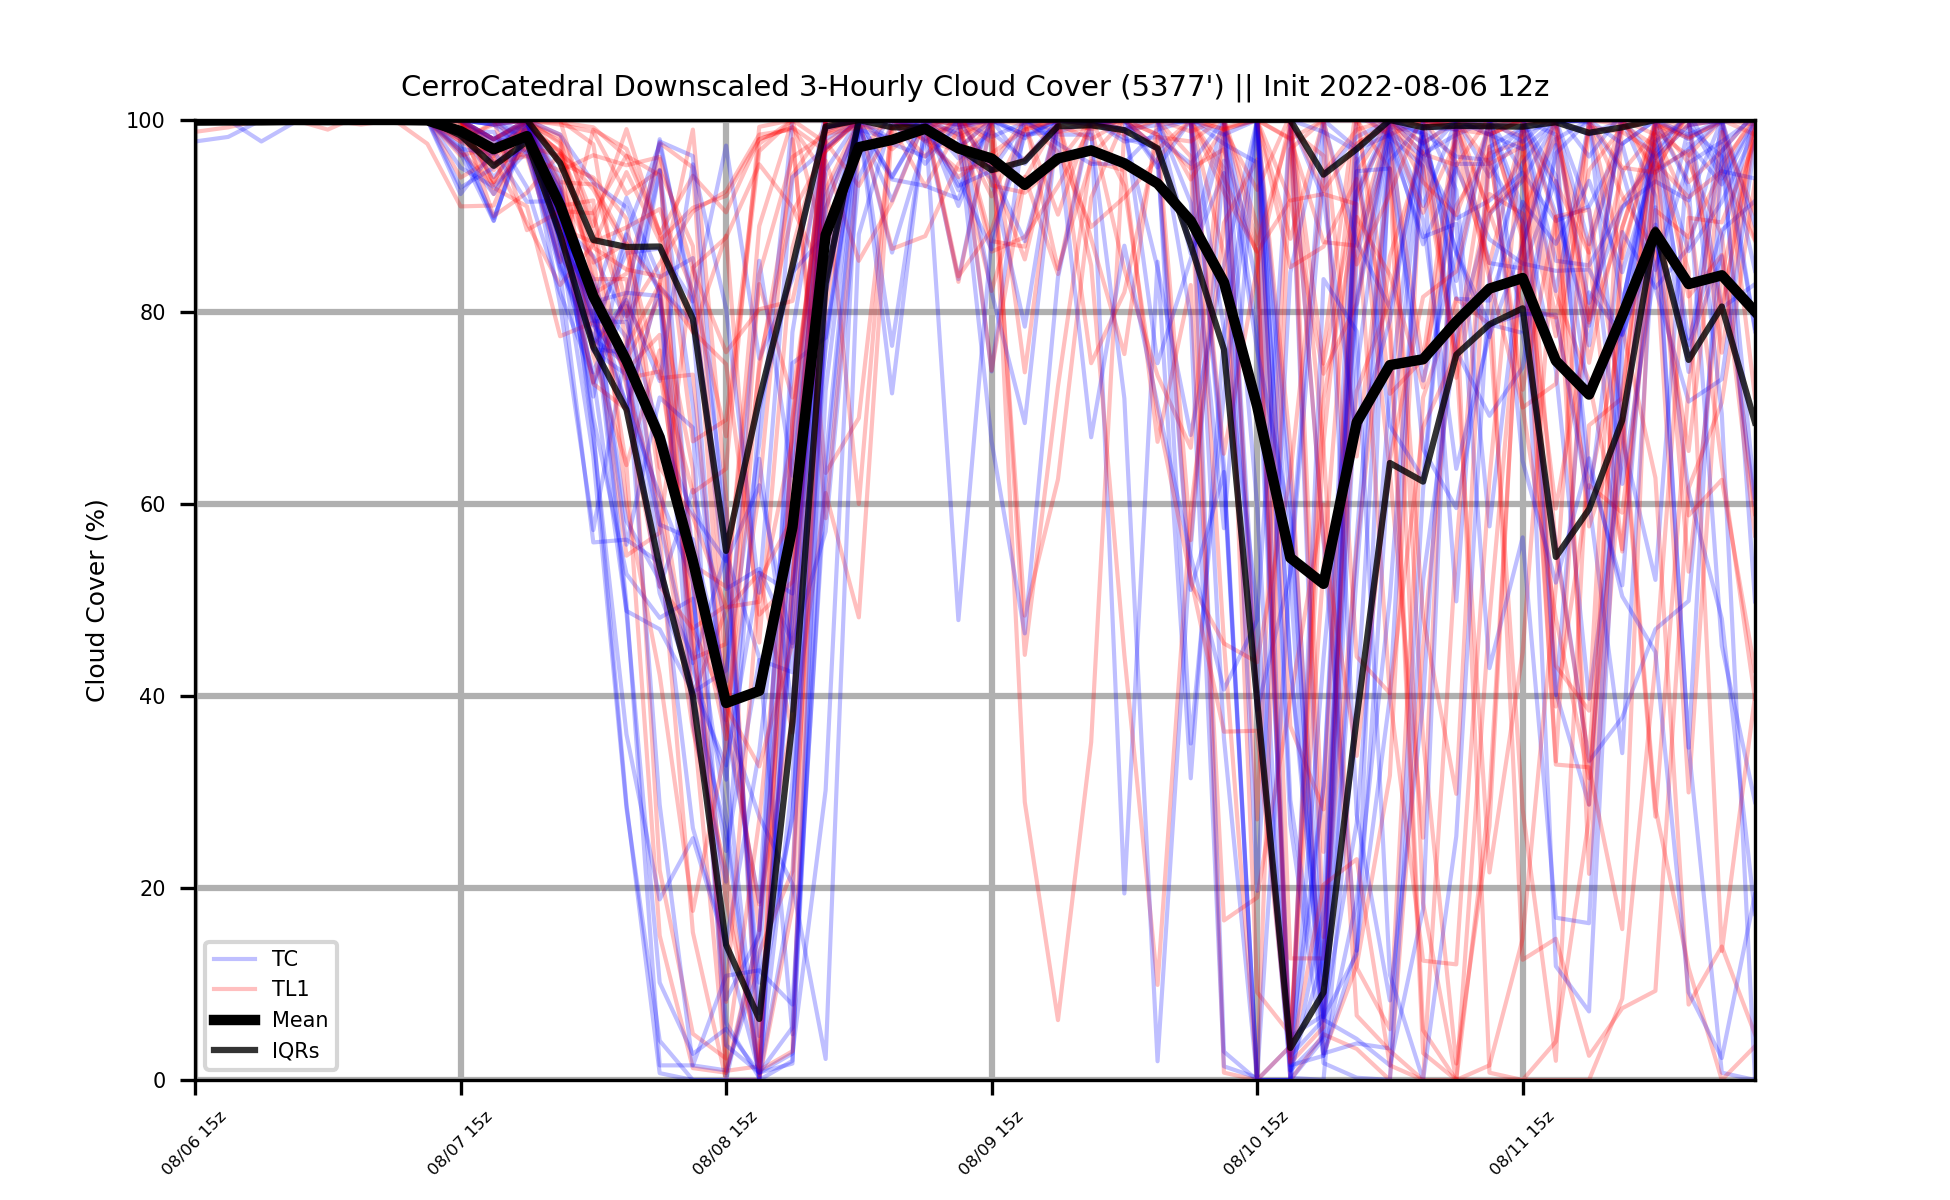 CerroCatedral Downscaled 3-Hourly Cloud Cover (5377') || Init 2022-08-06 12z
Cloud Cover (%)
100
80
60
40
20
0
TC
TL1
Mean
IQRs
08/06 15z
08/07 15z
08/08 15z
08/09 15z
08/10 15z
08/11 15z